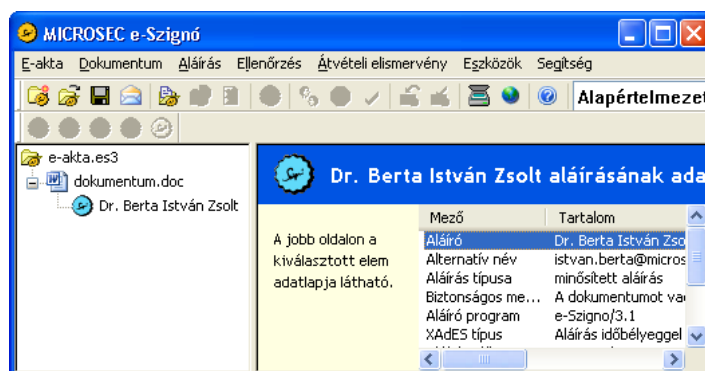 MICROSEC e-Szignó
E-akta Dokumentum Aláírás Ellenőrzés Átvételi elismervény Eszközök Segítség
Alapértelmezet
e-akta.es3
dokumentum.doc
Dr. Berta István Zsolt
Dr. Berta István Zsolt aláírásának ada
A jobb oldalon a
kiválasztott elem
adatlapja látható.
Mező Tartalom
Aláíró Dr. Berta István Zso
Alternatív név istvan.berta@micros
Aláírás típusa minősített aláírás
Biztonságos me... A dokumentumot va
Aláíró program e-Szigno/3.1
XAdES típus Aláírás időbélyeggel